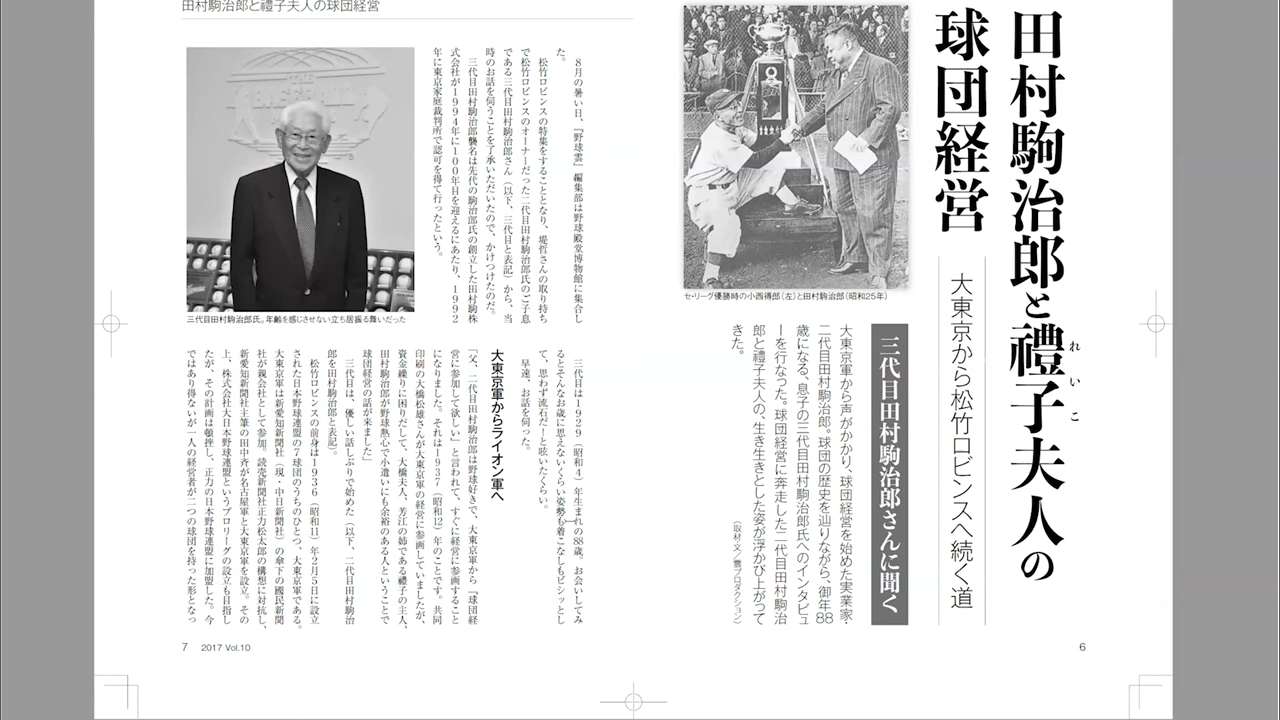 田村駒治郎と禮子夫人の
れいこ
球団経営
大東京から松竹ロビンスへ続く道
セ・リーグ優勝時の小西得郎(左)と田村駒治郎(昭和25年)
三代目田村駒治郎さんに聞く
大東京軍から声がかかり、球団経営を始めた実業家・
二代目田村駒治郎。球団の歴史を辿りながら、御年88
歳になる、息子の三代目田村駒治郎氏へのインタビュ
ーを行なった。球団経営に奔走した二代目田村駒治
郎と禮子夫人の、生き生きとした姿が浮かび上がって
きた。
(取材・文/雲プロダクション)
6
田村駒治郎と禮子夫人の球団経営
8月の暑い日、『野球雲』編集部は野球殿堂博物館に集合し
た。
松竹ロビンスの特集をすることとなり、堤哲さんの取り持ち
で松竹ロビンスのオーナーだった二代目田村駒治郎氏のご子息
である三代目田村駒治郎さん(以下、三代目と表記)から、当
時のお話を伺うことを了承いただいたので、かけつけたのだ。
三代目田村駒治郎襲名は先代の駒治郎氏の創立した田村駒株
式会社が1994年に100年目を迎えるにあたり、1992
年に東京家庭裁判所で認可を得て行ったという。
三代目田村駒治郎氏。年齢を感じさせない立ち居振る舞いだった
三代目は1929(昭和4)年生まれの88歳。お会いしてみ
るとそんなお歳に思えないくらい姿勢も着こなしもビシッとし
て、思わず流石だ!と呟いたくらい。
早速、お話を伺った。
大東京軍からライオン軍へ
「父、二代目田村駒治郎は野球好きで、大東京軍から「球団経
営に参加して欲しい」と言われて、すぐに経営に参画すること
になりました。それは1937(昭和12)年のことです。共同
印刷の大橋松雄さんが大東京軍の経営に参画していましたが、
資金繰りに困りだして、大橋夫人、芳江の姉である禮子の主人、
田村駒治郎が野球熱心で小遣いにも余裕のある人ということで
球団経営の話が来ました」
三代目は、優しい話しぶりで始めた(以下、二代目田村駒治
郎を田村駒治郎と表記)。
松竹ロビンスの前身は1936(昭和11)年2月5日に設立
された日本野球連盟の7球団のうちのひとつ、大東京軍である。
大東京軍は新愛知新聞社(現・中日新聞社)の傘下の國民新聞
社が親会社として参加。読売新聞社正力松太郎の構想に対抗し、
新愛知新聞社主筆の田中斉が名古屋軍と大東京軍を設立。その
上、株式会社大日本野球連盟というプロリーグの設立も目指し
たが、その計画は頓挫し、正力の日本野球連盟に加盟した。今
ではあり得ないが一人の経営者が二つの球団を持った形となっ
7 2017 Vol.10